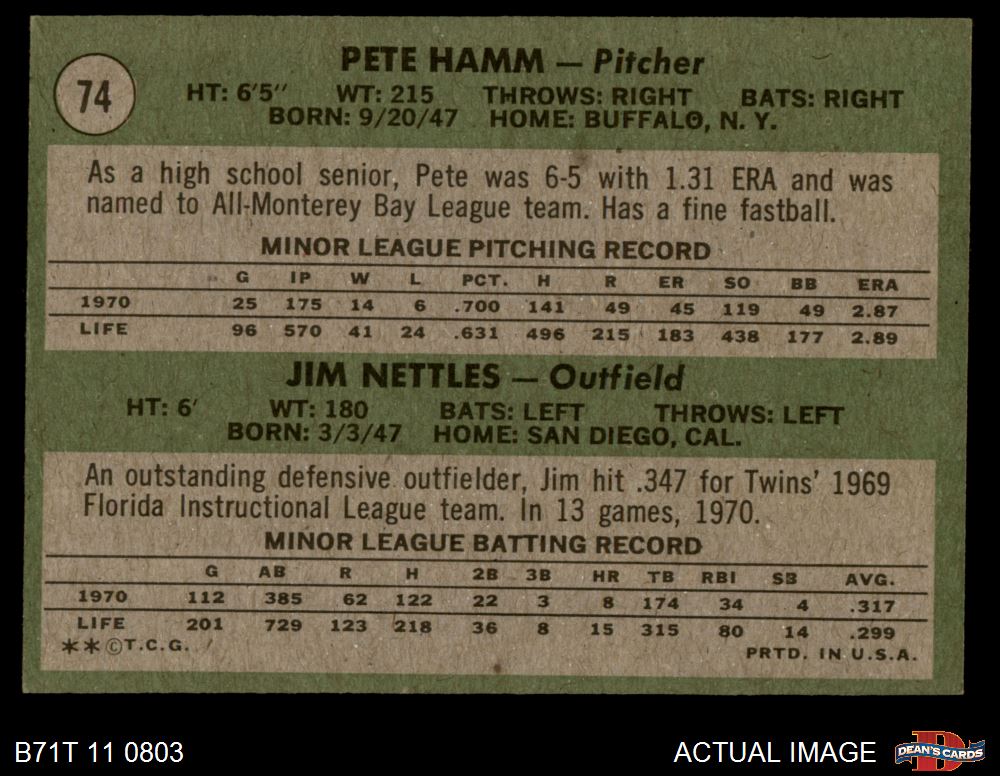 74
PETE HAMM — Pitcher
HT: 6'5" WT: 215 THROWS: RIGHT BATS: RIGHT
BORN: 9/20/47 HOME: BUFFALO, N. Y.
As a high school senior, Pete was 6-5 with 1.31 ERA and was
named to All-Monterey Bay League team. Has a fine fastball.
MINOR LEAGUE PITCHING RECORD
G IP W L PCT. H R ER SO BB ERA
1970 25 175 14 6 .700 141 49 45 119 49 2.87
LIFE 96 570 41 24 .631 496 215 183 438 177 2.89
JIM NETTLES — Outfield
HT: 6' WT: 180 BATS: LEFT THROWS: LEFT
BORN: 3/3/47 HOME: SAN DIEGO, CAL.
An outstanding defensive outfielder, Jim hit .347 for Twins' 1969
Florida Instructional League team. In 13 games, 1970.
MINOR LEAGUE BATTING RECORD
G AB R H 2B 3B HR TB RBI SB AVG.
1970 112 385 62 122 22 3 8 174 34 4 .317
LIFE 201 729 123 218 36 8 15 315 80 14 .299
**©T.C.G. PRTD. IN U.S.A.
B71T 11 0803 ACTUAL IMAGE D DEAN'S CARDS